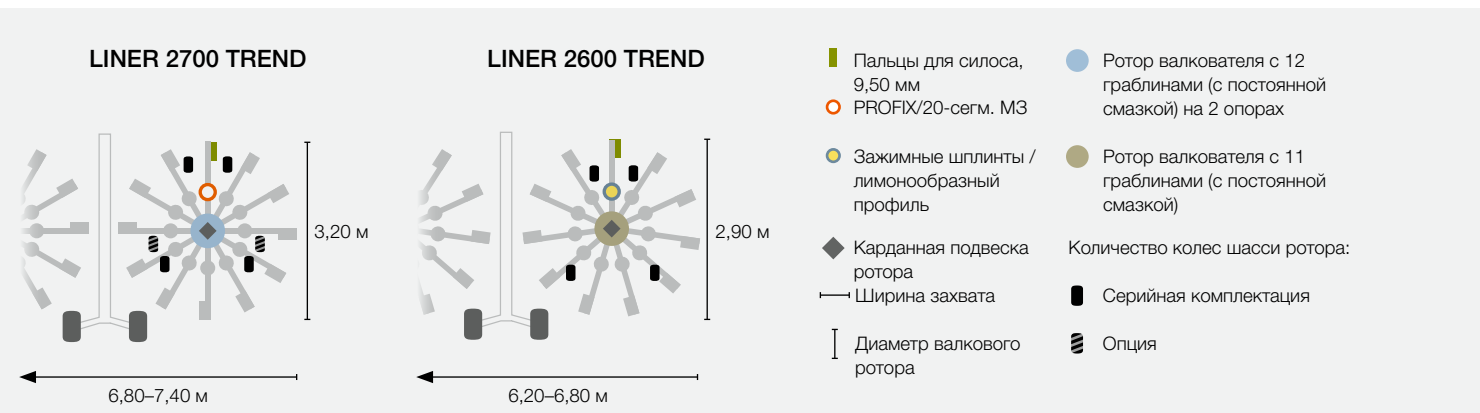 LINER 2700 TREND
3,20 м
6,80–7,40 м
LINER 2600 TREND
2,90 м
6,20–6,80 м
Пальцы для силоса,
9,50 мм
PROFIX/20-сегм. МЗ
Зажимные шплинты /
лимонообразный
профиль
Карданная подвеска
ротора
Ширина захвата
Диаметр валкового
ротора
Ротор валкователя с 12
граблинами (с постоянной
смазкой) на 2 опорах
Ротор валкователя с 11
граблинами (с постоянной
смазкой)
Количество колес шасси ротора:
Серийная комплектация
Опция